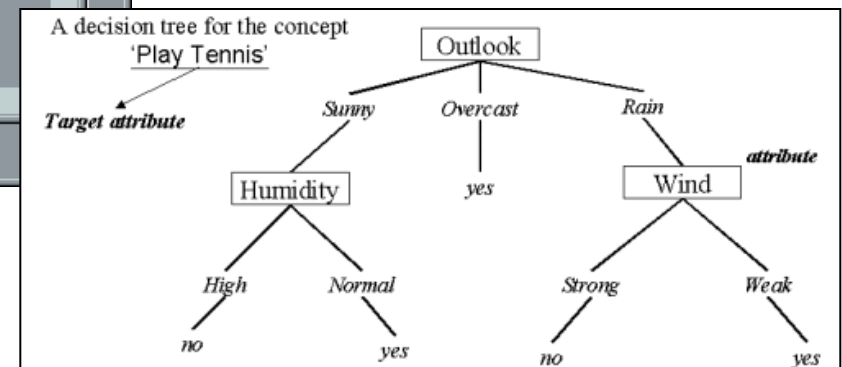 A decision tree for the concept
'Play Tennis'
Target attribute
Outlook
Sunny Overcast Rain
attribute
Humidity yes Wind
High Normal Strong Weak
no yes no yes